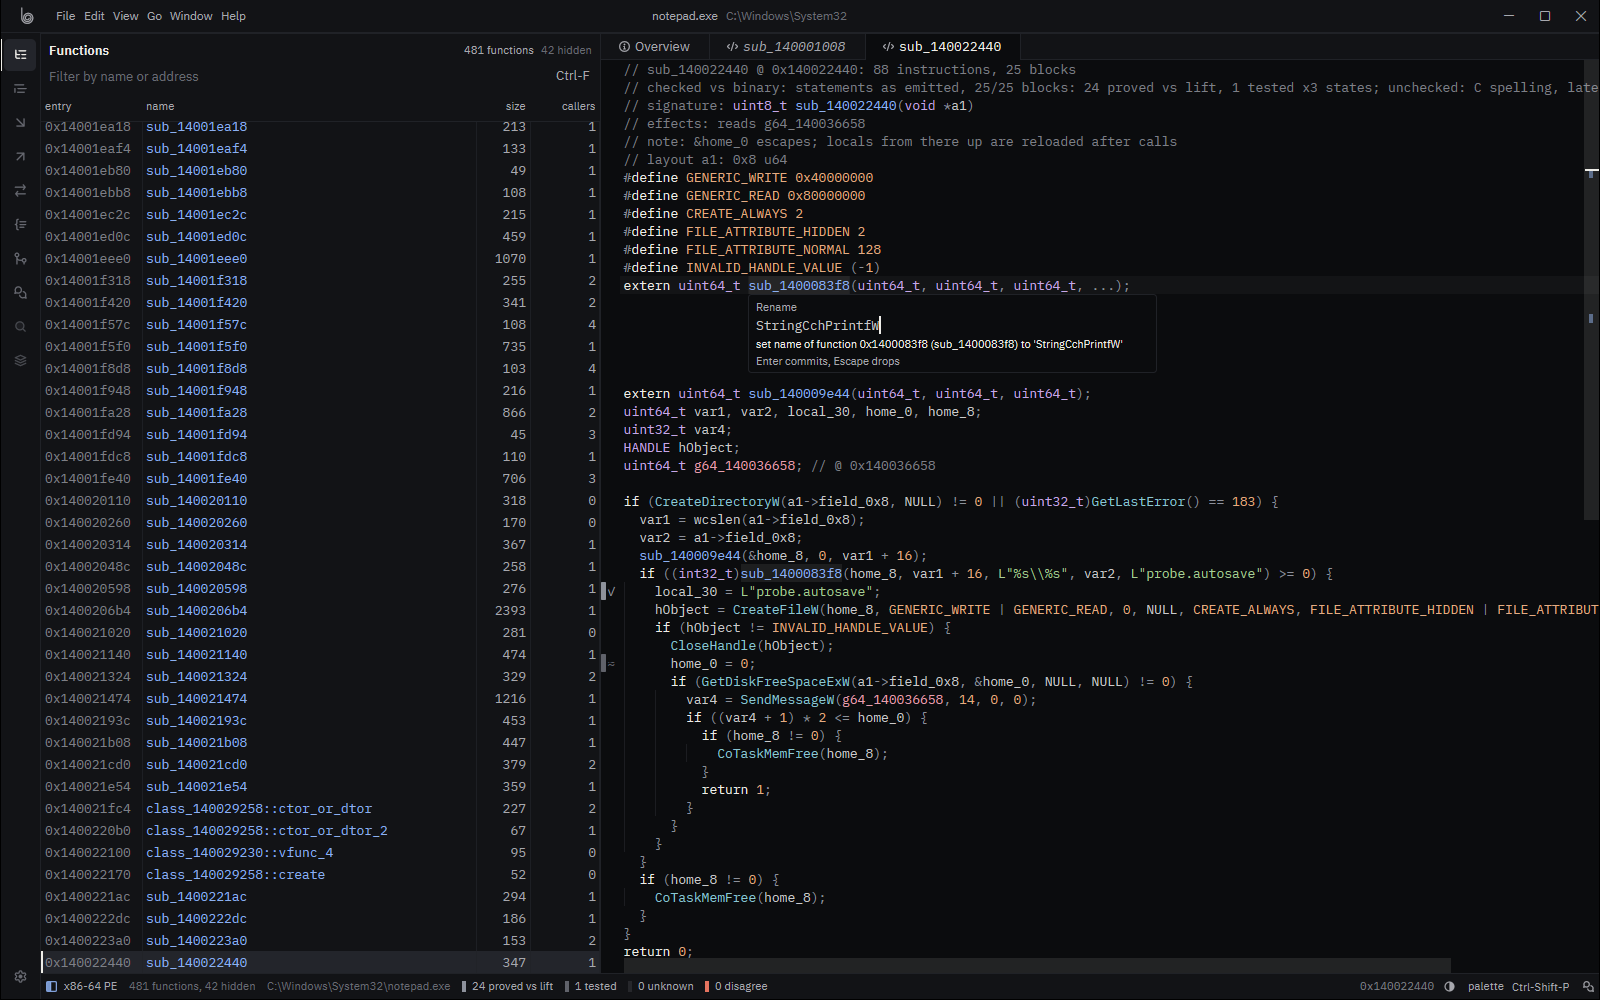 File Edit View Go Window Help
notepad.exe C:\Windows\System32
Functions
481 functions 42 hidden
Filter by name or address
Ctrl-F
entry name size callers
0x14001ea18 sub_14001ea18 213 1
0x14001eaf4 sub_14001eaf4 133 1
0x14001eb80 sub_14001eb80 49 1
0x14001ebb8 sub_14001ebb8 108 1
0x14001ec2c sub_14001ec2c 215 1
0x14001ed0c sub_14001ed0c 459 1
0x14001eee0 sub_14001eee0 1070 1
0x14001f318 sub_14001f318 255 2
0x14001f420 sub_14001f420 341 2
0x14001f57c sub_14001f57c 108 4
0x14001f5f0 sub_14001f5f0 735 1
0x14001f8d8 sub_14001f8d8 103 4
0x14001f948 sub_14001f948 216 1
0x14001fa28 sub_14001fa28 866 2
0x14001fd94 sub_14001fd94 45 3
0x14001fdc8 sub_14001fdc8 110 1
0x14001fe40 sub_14001fe40 706 3
0x140020110 sub_140020110 318 0
0x140020260 sub_140020260 170 0
0x140020314 sub_140020314 367 1
0x14002048c sub_14002048c 258 1
0x140020598 sub_140020598 276 1
0x1400206b4 sub_1400206b4 2393 1
0x140021020 sub_140021020 281 0
0x140021140 sub_140021140 474 1
0x140021324 sub_140021324 329 2
0x140021474 sub_140021474 1216 1
0x14002193c sub_14002193c 453 1
0x140021b08 sub_140021b08 447 1
0x140021cd0 sub_140021cd0 379 2
0x140021e54 sub_140021e54 359 1
0x140021fc4 class_140029258::ctor_or_dtor 227 2
0x1400220b0 class_140029258::ctor_or_dtor_2 67 1
0x140022100 class_140029230::vfunc_4 95 0
0x140022170 class_140029258::create 52 0
0x1400221ac sub_1400221ac 294 1
0x1400222dc sub_1400222dc 186 1
0x1400223a0 sub_1400223a0 153 2
0x140022440 sub_140022440 347 1
Overview </> sub_140001008 </> sub_140022440
// sub_140022440 @ 0x140022440: 88 instructions, 25 blocks
// checked vs binary: statements as emitted, 25/25 blocks: 24 proved vs lift, 1 tested x3 states; unchecked: C spelling, late
// signature: uint8_t sub_140022440(void *a1)
// effects: reads g64_140036658
// note: &home_0 escapes; locals from there up are reloaded after calls
// layout a1: 0x8 u64
#define GENERIC_WRITE 0x40000000
#define GENERIC_READ 0x80000000
#define CREATE_ALWAYS 2
#define FILE_ATTRIBUTE_HIDDEN 2
#define FILE_ATTRIBUTE_NORMAL 128
#define INVALID_HANDLE_VALUE (-1)
extern uint64_t sub_1400083f8(uint64_t, uint64_t, uint64_t, ...);
Rename
StringCchPrintfW
set name of function 0x1400083f8 (sub_1400083f8) to 'StringCchPrintfW'
Enter commits, Escape drops
extern uint64_t sub_140009e44(uint64_t, uint64_t, uint64_t);
uint64_t var1, var2, local_30, home_0, home_8;
uint32_t var4;
HANDLE hObject;
uint64_t g64_140036658; // @ 0x140036658
if (CreateDirectoryW(a1->field_0x8, NULL) != 0 || (uint32_t)GetLastError() == 183) {
var1 = wcslen(a1->field_0x8);
var2 = a1->field_0x8;
sub_140009e44(&home_8, 0, var1 + 16);
if ((int32_t)sub_1400083f8(home_8, var1 + 16, L"%s\\%s", var2, L"probe.autosave") >= 0) {
√ local_30 = L"probe.autosave";
hObject = CreateFileW(home_8, GENERIC_WRITE | GENERIC_READ, 0, NULL, CREATE_ALWAYS, FILE_ATTRIBUTE_HIDDEN | FILE_ATTRIBUT
if (hObject != INVALID_HANDLE_VALUE) {
CloseHandle(hObject);
≈ home_0 = 0;
if (GetDiskFreeSpaceExW(a1->field_0x8, &home_0, NULL, NULL) != 0) {
var4 = SendMessageW(g64_140036658, 14, 0, 0);
if ((var4 + 1) * 2 <= home_0) {
if (home_8 != 0) {
CoTaskMemFree(home_8);
}
return 1;
}
}
}
}
if (home_8 != 0) {
CoTaskMemFree(home_8);
}
}
return 0;
x86-64 PE 481 functions, 42 hidden C:\Windows\System32\notepad.exe 24 proved vs lift 1 tested 0 unknown 0 disagree
0x140022440 palette Ctrl-Shift-P